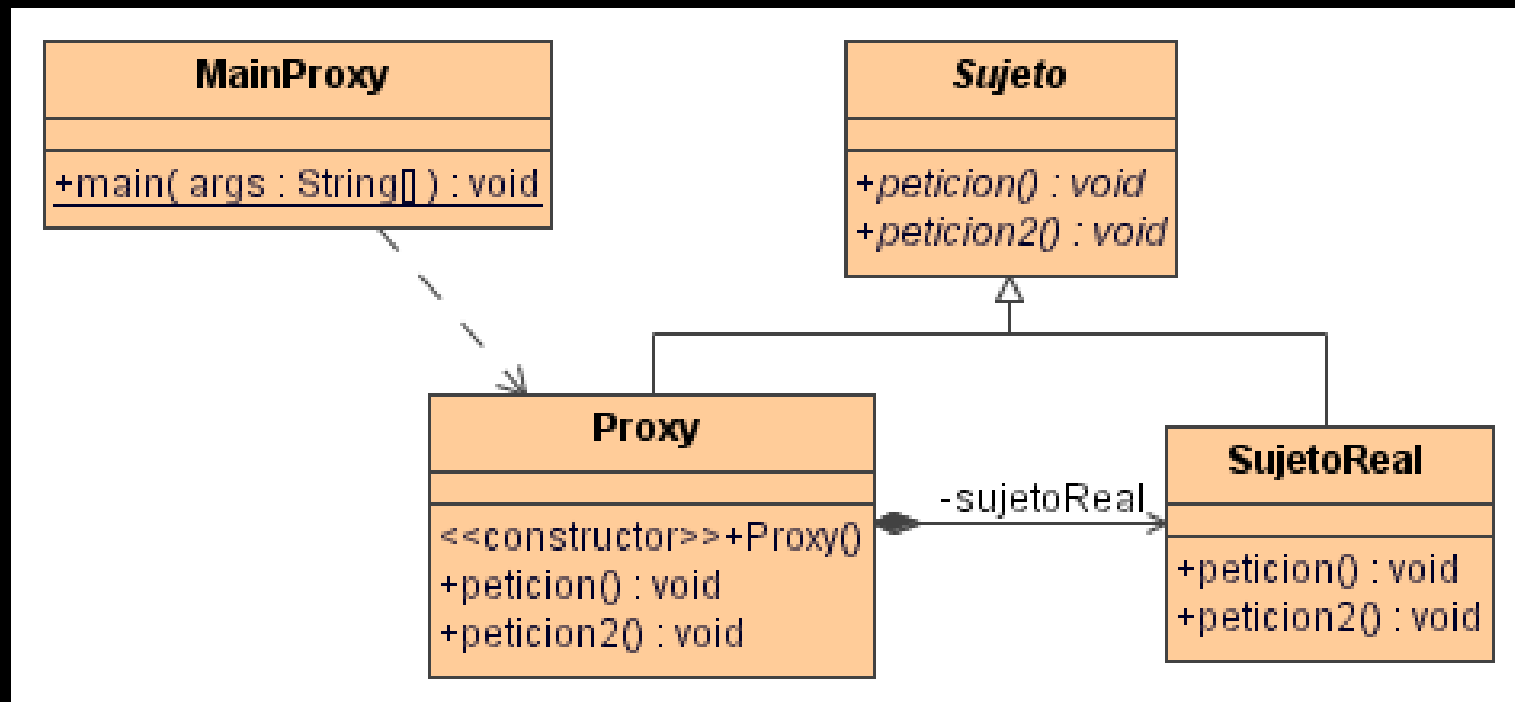 MainProxy
+main( args : String[] ) : void
Sujeto
+peticion() : void
+peticion2() : void
Proxy
<<constructor>>+Proxy()
+peticion() : void
+peticion2() : void
-sujetoReal
SujetoReal
+peticion() : void
+peticion2() : void